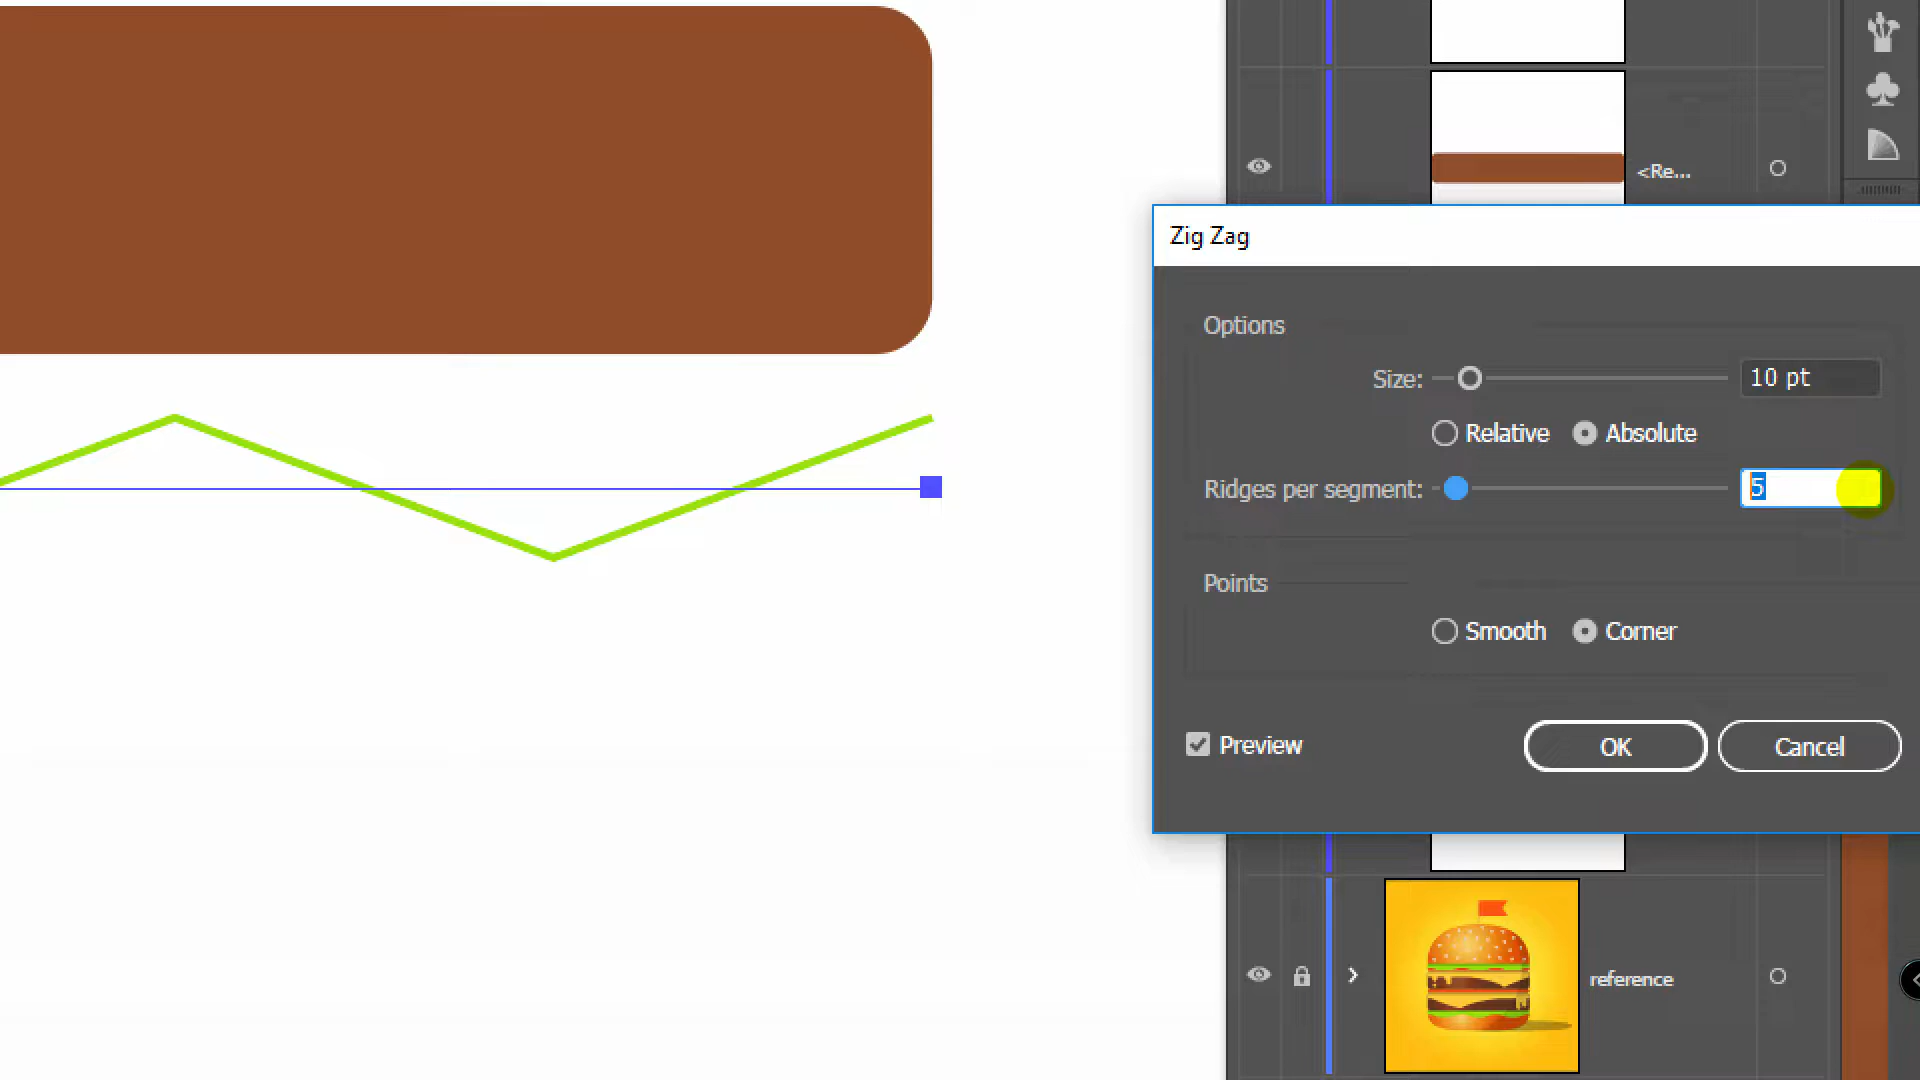 <Re...
Zig Zag
Options
Size: 10 pt
Relative Absolute
Ridges per segment: 5
Points
Smooth Corner
Preview OK Cancel
reference